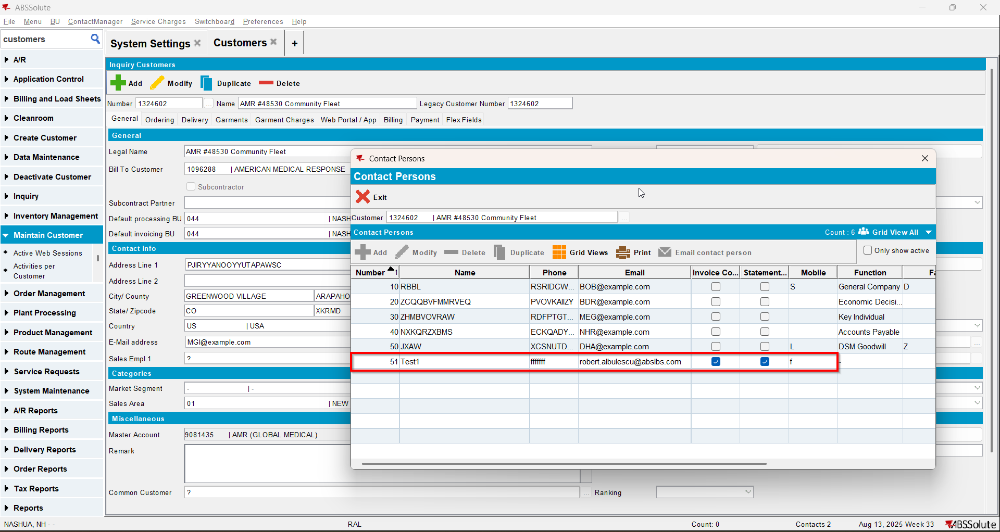 ABSSolute
File Menu BU ContactManager Service Charges Switchboard Preferences Help
customers
System Settings Customers +
A/R
Application Control
Billing and Load Sheets
Cleanroom
Create Customer
Data Maintenance
Deactivate Customer
Inquiry
Inventory Management
Maintain Customer
Active Web Sessions
Activities per
Customer
Order Management
Plant Processing
Product Management
Route Management
Service Requests
System Maintenance
A/R Reports
Billing Reports
Delivery Reports
Order Reports
Tax Reports
Reports
Inquiry Customers
Add Modify Duplicate Delete
Number 1324602 ... Name AMR #48530 Community Fleet Legacy Customer Number 1324602
General Ordering Delivery Garments Garment Charges Web Portal / App Billing Payment Flex Fields
General
Legal Name AMR #48530 Community Fleet
Bill To Customer 1096288 | AMERICAN MEDICAL RESPONSE
Subcontractor
Subcontract Partner
Default processing BU 044 | NASH
Default invoicing BU 044 | NASH
Contact info
Address Line 1 PJIRYYANOOYYUTAPAWSC
Address Line 2
City/ County GREENWOOD VILLAGE ARAPAHO
State/ Zipcode CO XKRMD
Country US | USA
E-Mail address MGI@example.com
Sales Empl.1 ?
Categories
Market Segment - | -
Sales Area 01 | NEW
Miscellaneous
Master Account 9081435 | AMR (GLOBAL MEDICAL)
Remark
Common Customer ? ... Ranking
Contact Persons
Contact Persons
Exit
Customer 1324602 | AMR #48530 Community Fleet ...
Contact Persons Count : 6 Grid View All
Add Modify Delete Duplicate Grid Views Print Email contact person Only show active
Number 1 Name Phone Email Invoice Co... Statement... Mobile Function
10 RBBL RSRIDCW... BOB@example.com S General Company D
20 ZCQQBVFMMRVEQ PVOVKAIIZY BDR@example.com Economic Decisi...
30 ZHMBVOVRAW RDFPTGT... MEG@example.com Key Individual
40 NXKQRZXBMS ECKQADY... NHR@example.com Accounts Payable
50 JXAW XCSNUTD... DHA@example.com L DSM Goodwill Z
51 Test1 fffffff robert.albulescu@abslbs.com f -
NASHUA, NH - - RAL Count: 0 Contacts 2 Aug 13, 2025 Week 33 ABSSolute